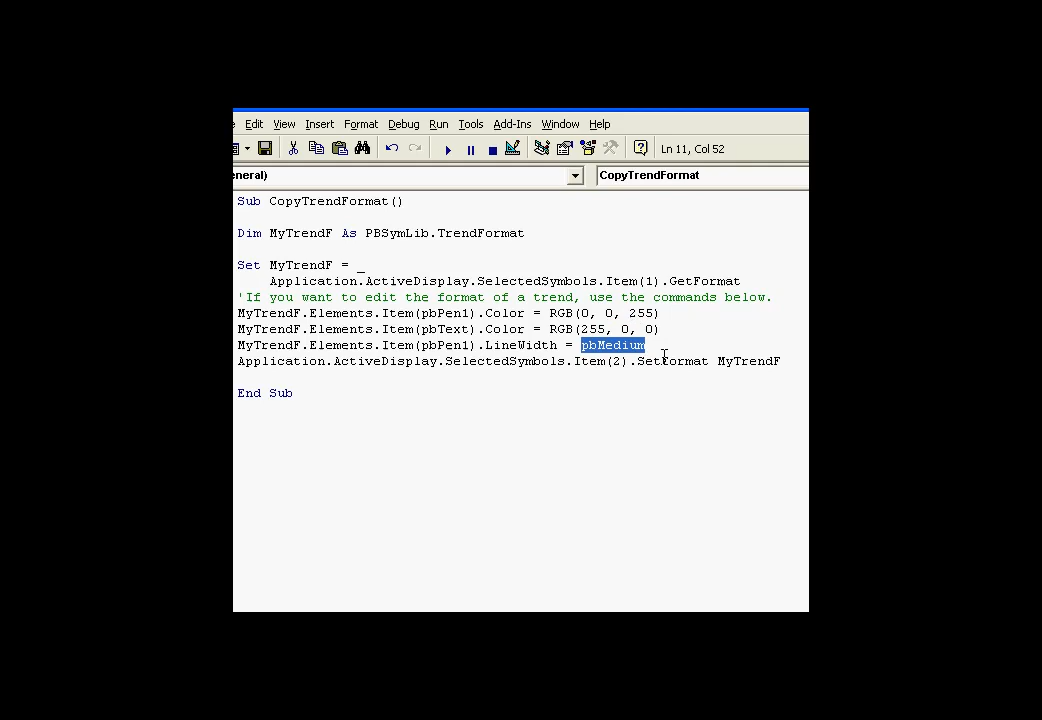 Edit View Insert Format Debug Run Tools Add-Ins Window Help
Ln 11, Col 52
eneral) CopyTrendFormat
Sub CopyTrendFormat()
Dim MyTrendF As PBSymLib.TrendFormat
Set MyTrendF = _
Application.ActiveDisplay.SelectedSymbols.Item(1).GetFormat
'If you want to edit the format of a trend, use the commands below.
MyTrendF.Elements.Item(pbPen1).Color = RGB(0, 0, 255)
MyTrendF.Elements.Item(pbText).Color = RGB(255, 0, 0)
MyTrendF.Elements.Item(pbPen1).LineWidth = pbMedium
Application.ActiveDisplay.SelectedSymbols.Item(2).SetFormat MyTrendF
End Sub